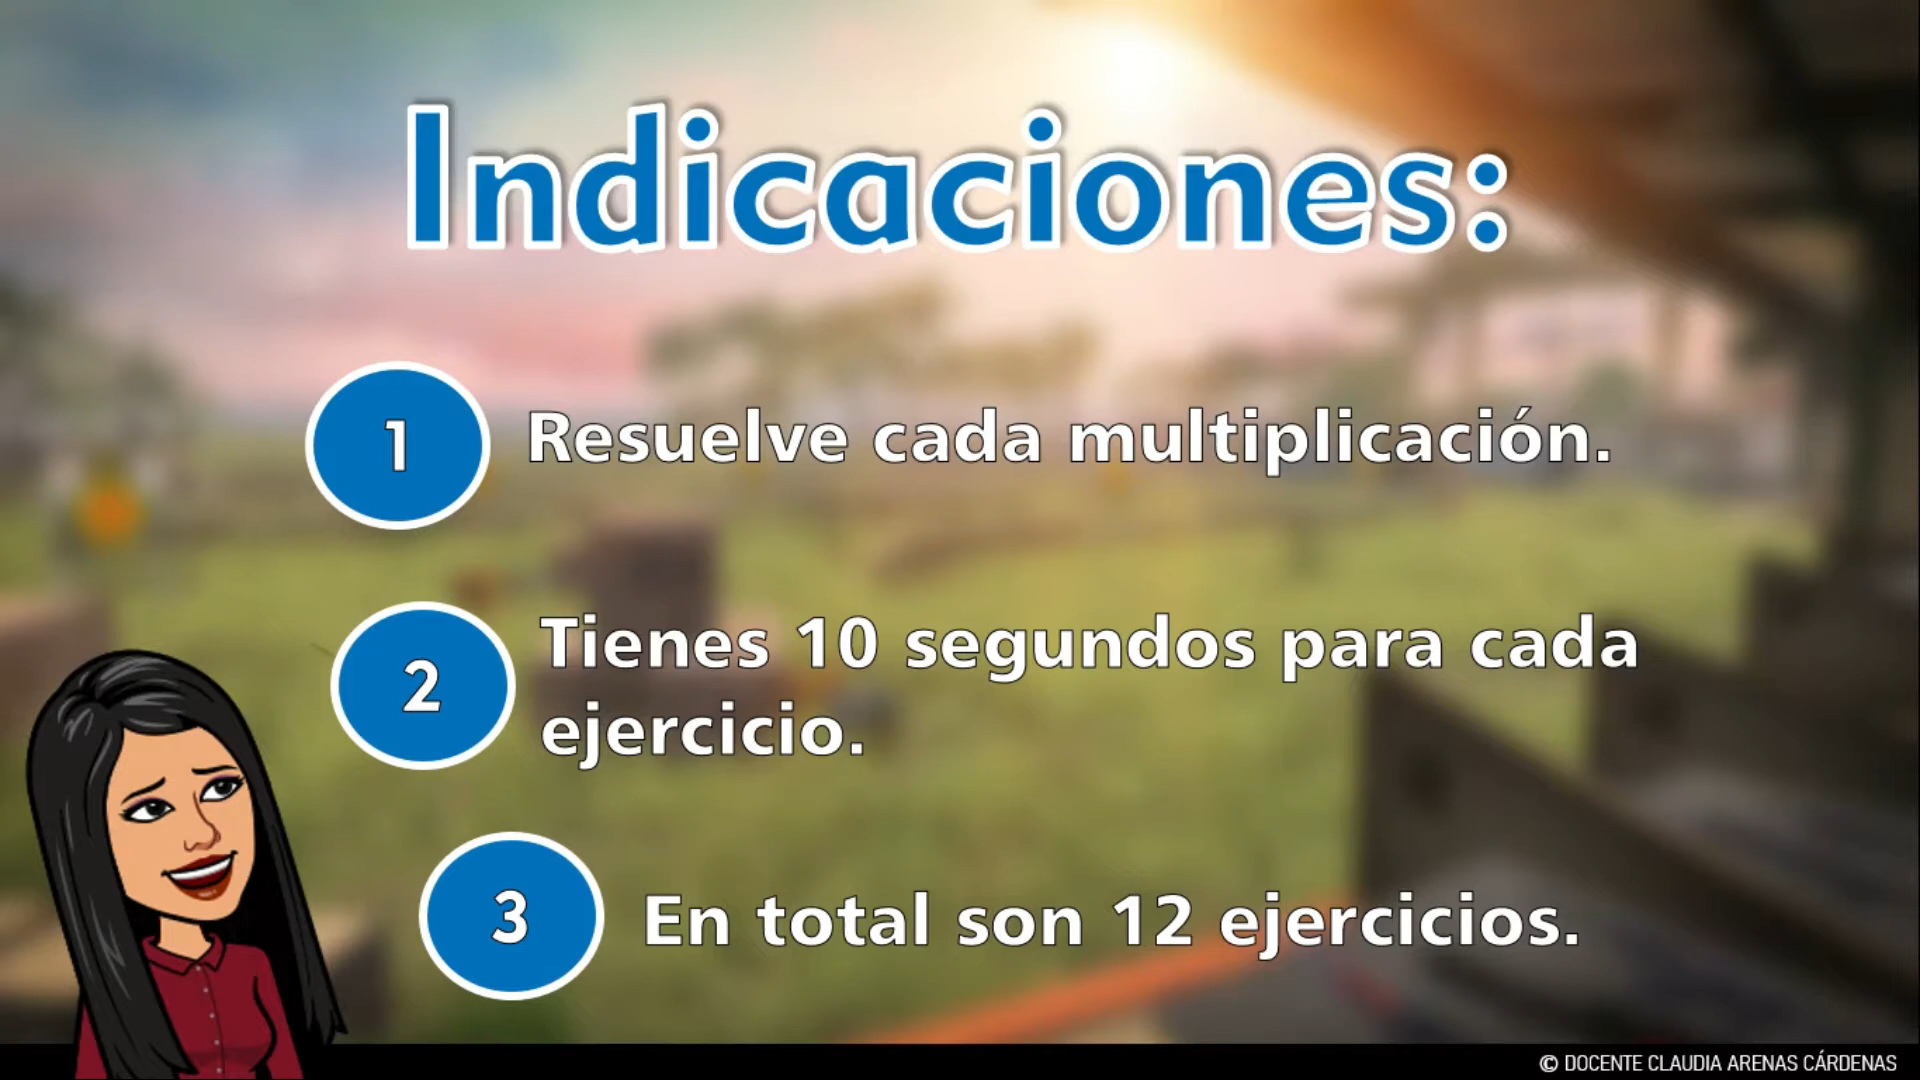 Indicaciones:
1
Resuelve cada multiplicación.
2
Tienes 10 segundos para cada
ejercicio.
3
En total son 12 ejercicios.
© DOCENTE CLAUDIA ARENAS CÁRDENAS